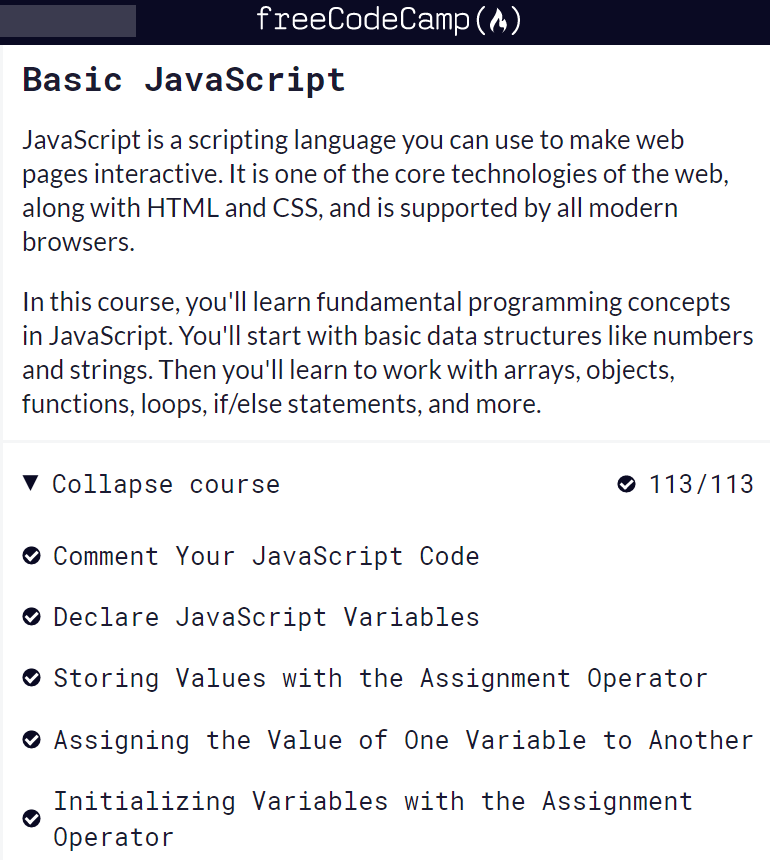 freeCodeCamp
Basic JavaScript
JavaScript is a scripting language you can use to make web
pages interactive. It is one of the core technologies of the web,
along with HTML and CSS, and is supported by all modern
browsers.
In this course, you'll learn fundamental programming concepts
in JavaScript. You'll start with basic data structures like numbers
and strings. Then you'll learn to work with arrays, objects,
functions, loops, if/else statements, and more.
Collapse course 113/113
Comment Your JavaScript Code
Declare JavaScript Variables
Storing Values with the Assignment Operator
Assigning the Value of One Variable to Another
Initializing Variables with the Assignment
Operator